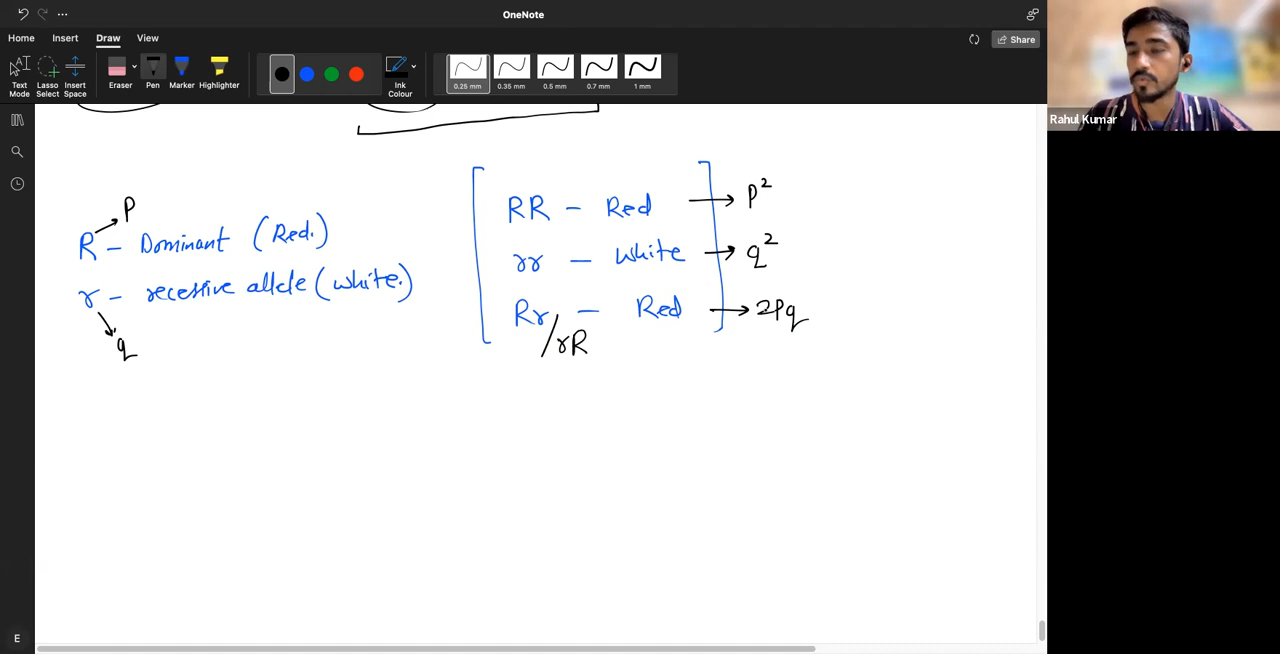 OneNote
Home Insert Draw View
Share
Text Mode
Lasso Select
Insert Space
Eraser
Pen
Marker
Highlighter
Ink Colour
0.25 mm
0.35 mm
0.5 mm
0.7 mm
1 mm
Rahul Kumar
P
R – Dominant (Red.)
r – recessive allele (white.)
q
RR – Red → P²
rr – white → q²
Rr – Red → 2Pq
/rR
E